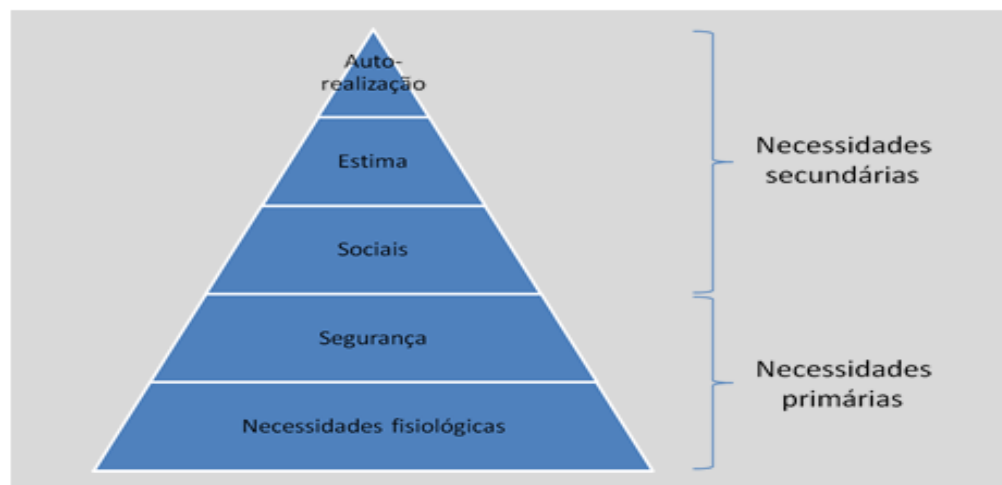 Auto-
realização
Estima
Sociais
Segurança
Necessidades fisiológicas
Necessidades
secundárias
Necessidades
primárias